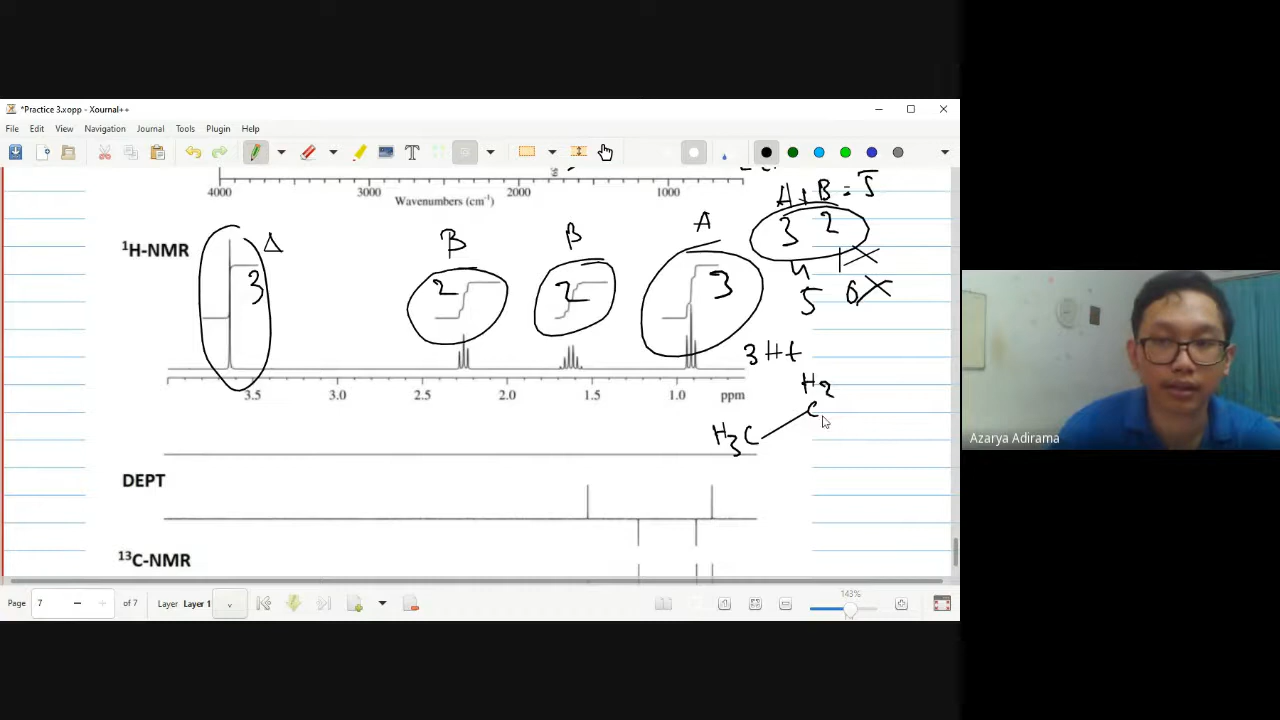 *Practice 3.xopp - Xournal++
File Edit View Navigation Journal Tools Plugin Help
4000 3000 2000 1000
Wavenumbers (cm-1)
A + B = 5
3 2
4 1
5 0
¹H-NMR
Δ
B
B
A
3
2
2
3
3.5 3.0 2.5 2.0 1.5 1.0 ppm
3 Ht
H2
C
H3C
DEPT
¹³C-NMR
Azarya Adirama
Page 7 of 7 Layer Layer 1 143%